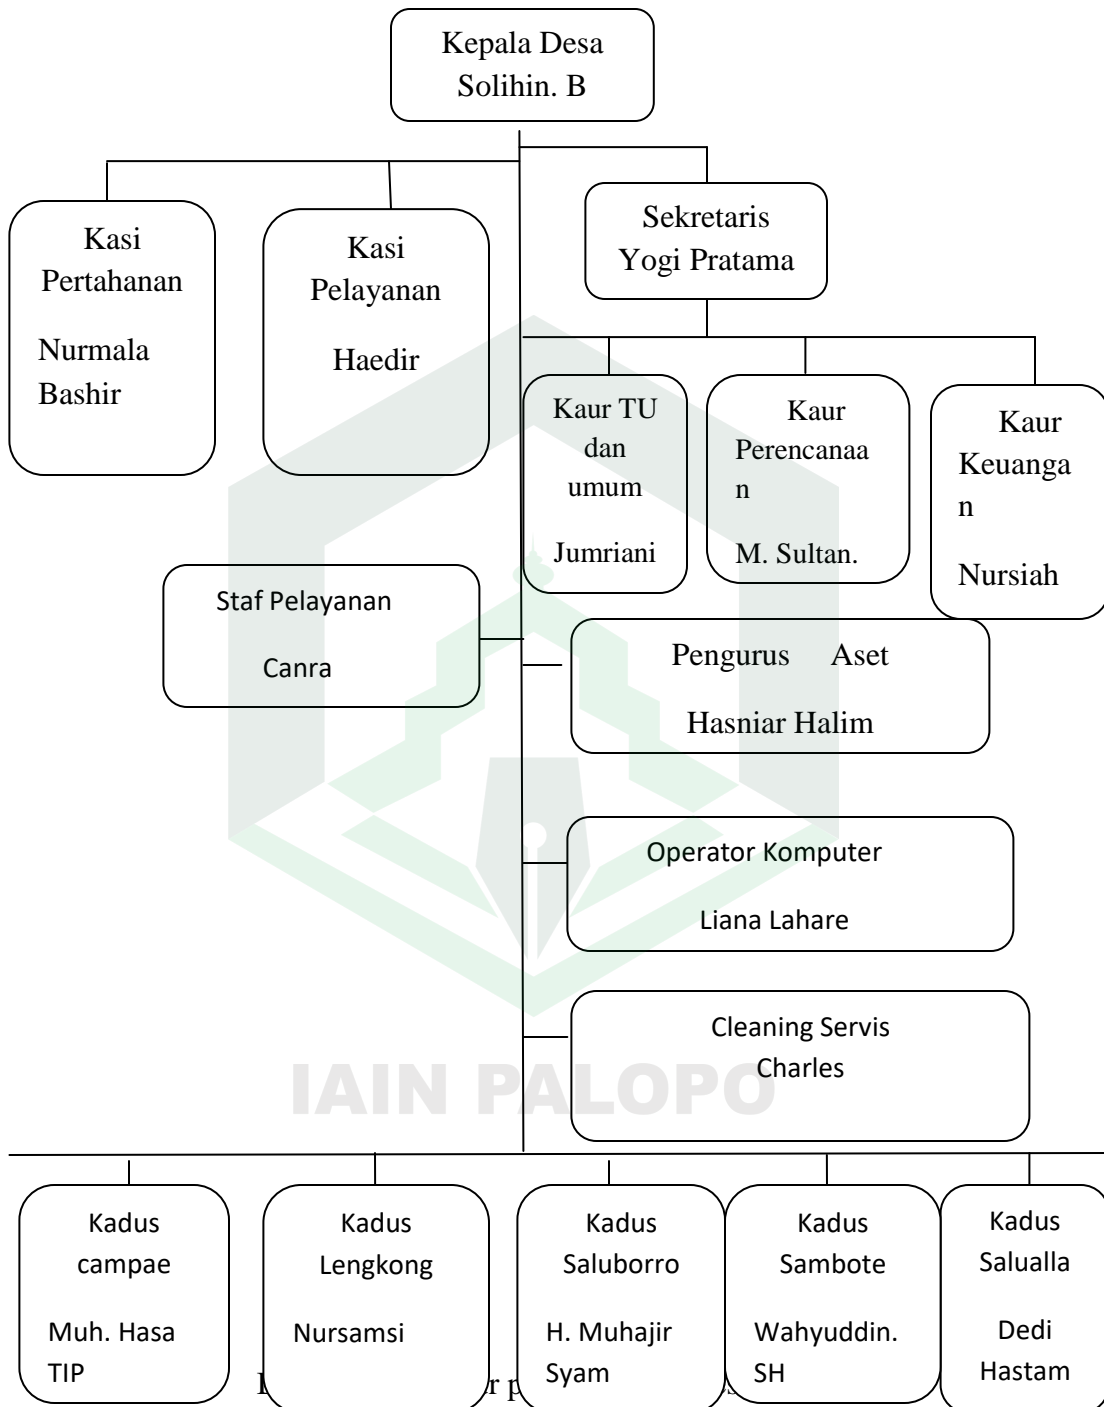 Kepala Desa
Solihin. B
Kasi
Pertahanan
Nurmala
Bashir
Kasi
Pelayanan
Haedir
Sekretaris
Yogi Pratama
Kaur TU
dan
umum
Jumriani
Kaur
Perencanaa
n
M. Sultan.
Kaur
Keuanga
n
Nursiah
Staf Pelayanan
Canra
Pengurus Aset
Hasniar Halim
Operator Komputer
Liana Lahare
Cleaning Servis
Charles
IAIN PALOPO
Kadus
campae
Muh. Hasa
TIP
Kadus
Lengkong
Nursamsi
Kadus
Saluborro
H. Muhajir
Syam
Kadus
Sambote
Wahyuddin.
SH
Kadus
Salualla
Dedi
Hastam